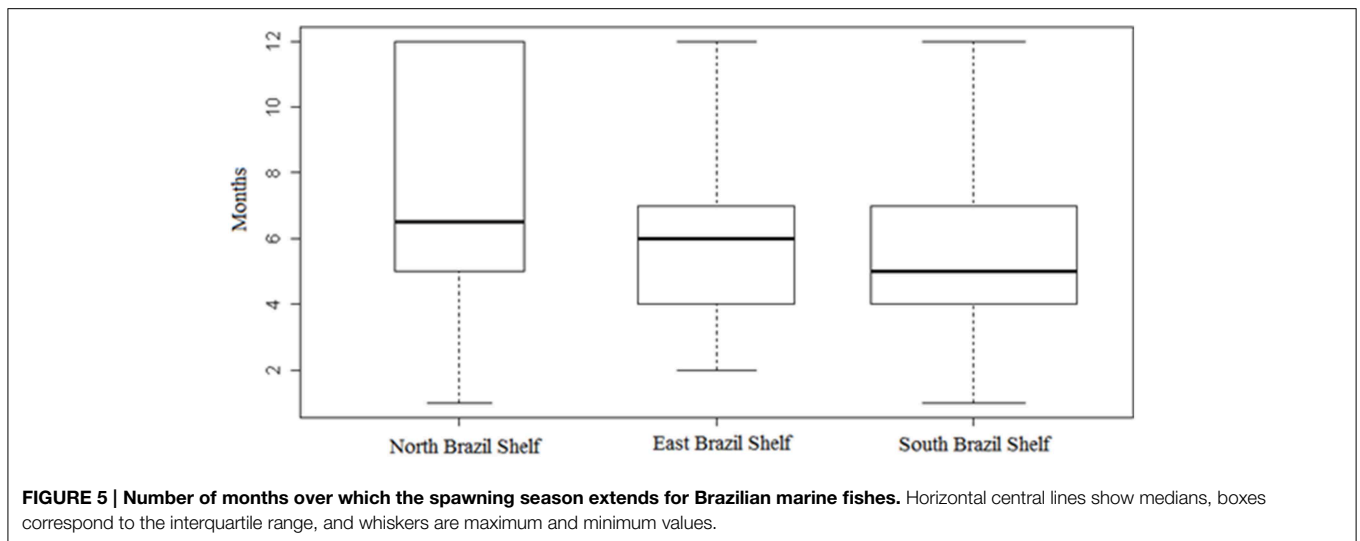 12
10
8
6
4
2
Months
North Brazil Shelf
East Brazil Shelf
South Brazil Shelf
FIGURE 5 | Number of months over which the spawning season extends for Brazilian marine fishes. Horizontal central lines show medians, boxes
correspond to the interquartile range, and whiskers are maximum and minimum values.